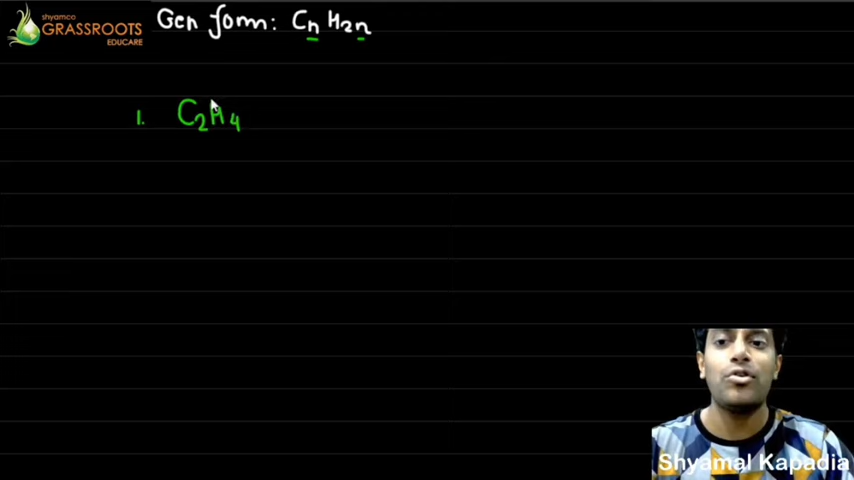 shyamco
GRASSROOTS
EDUCARE
Gen form: CnH2n
1. C2H4
Shyamal Kapadia